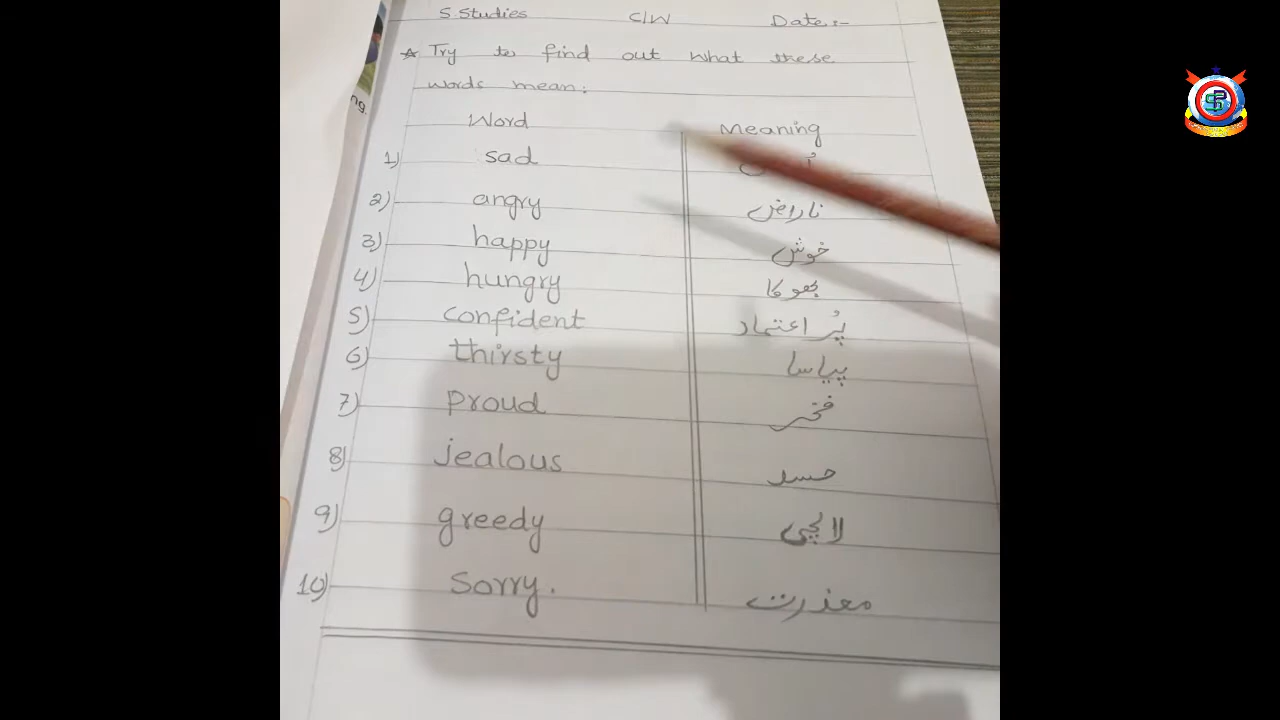 S.Studies C/W Date:-
☆ Try to find out what these
words mean:
Word Meaning
1) sad
2) angry ناراض
3) happy خوش
4) hungry بھوکا
5) confident پُر اعتماد
6) thirsty پیاسا
7) proud فخر
8) jealous حسد
9) greedy لالچی
10) Sorry. معذرت
ng.